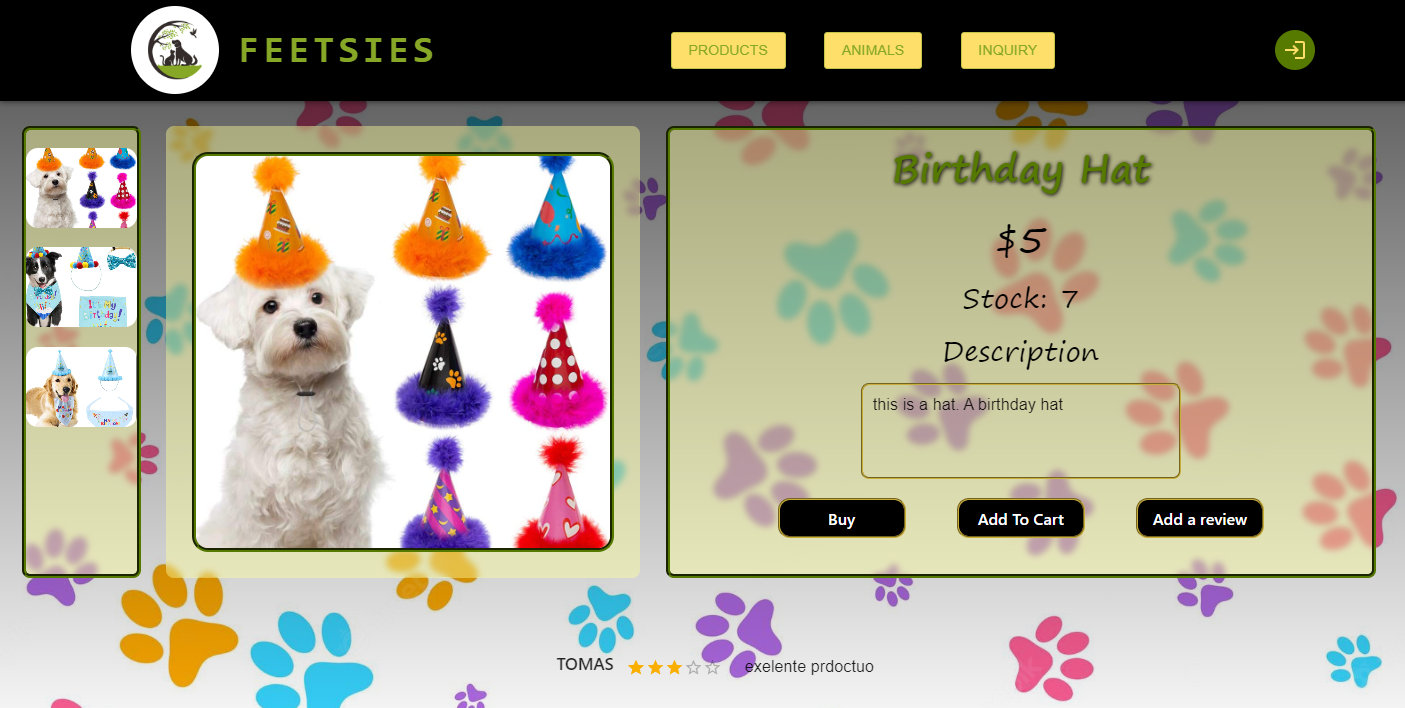 FEETSIES
PRODUCTS
ANIMALS
INQUIRY
Birthday Hat
$5
Stock: 7
Description
this is a hat. A birthday hat
Buy
Add To Cart
Add a review
TOMAS
exelente prdoctuo